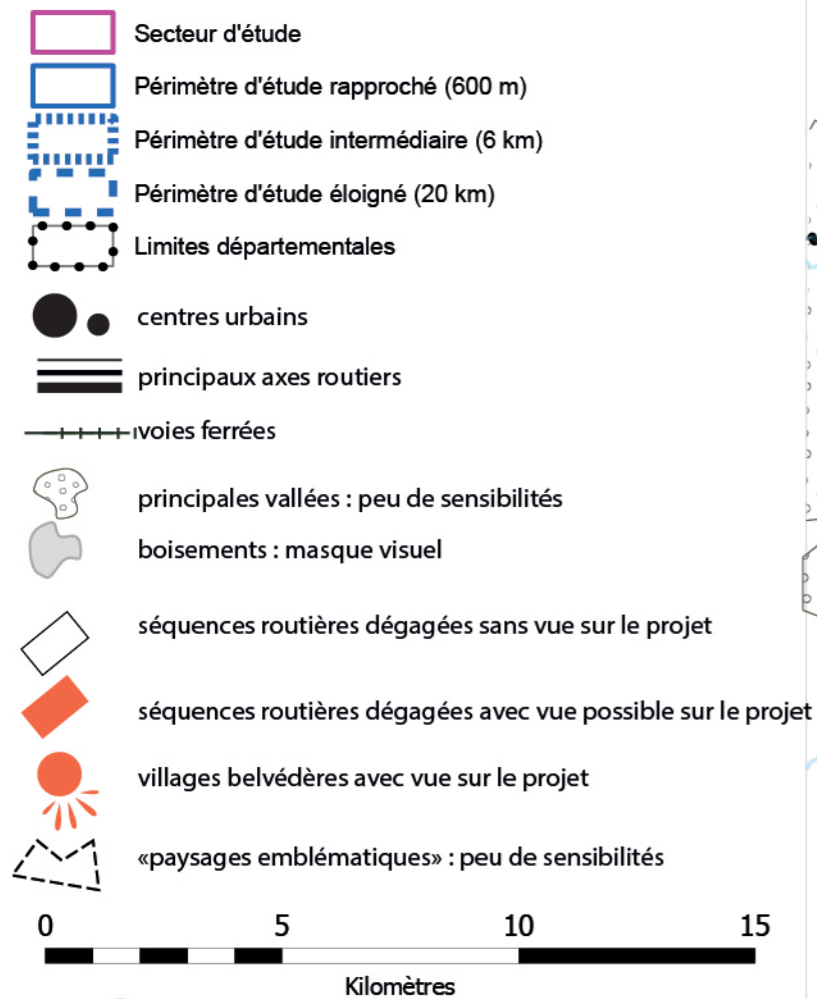 Secteur d'étude
Périmètre d'étude rapproché (600 m)
Périmètre d'étude intermédiaire (6 km)
Périmètre d'étude éloigné (20 km)
Limites départementales
centres urbains
principaux axes routiers
voies ferrées
principales vallées : peu de sensibilités
boisements : masque visuel
séquences routières dégagées sans vue sur le projet
séquences routières dégagées avec vue possible sur le projet
villages belvédères avec vue sur le projet
«paysages emblématiques» : peu de sensibilités
0 5 10 15
Kilomètres